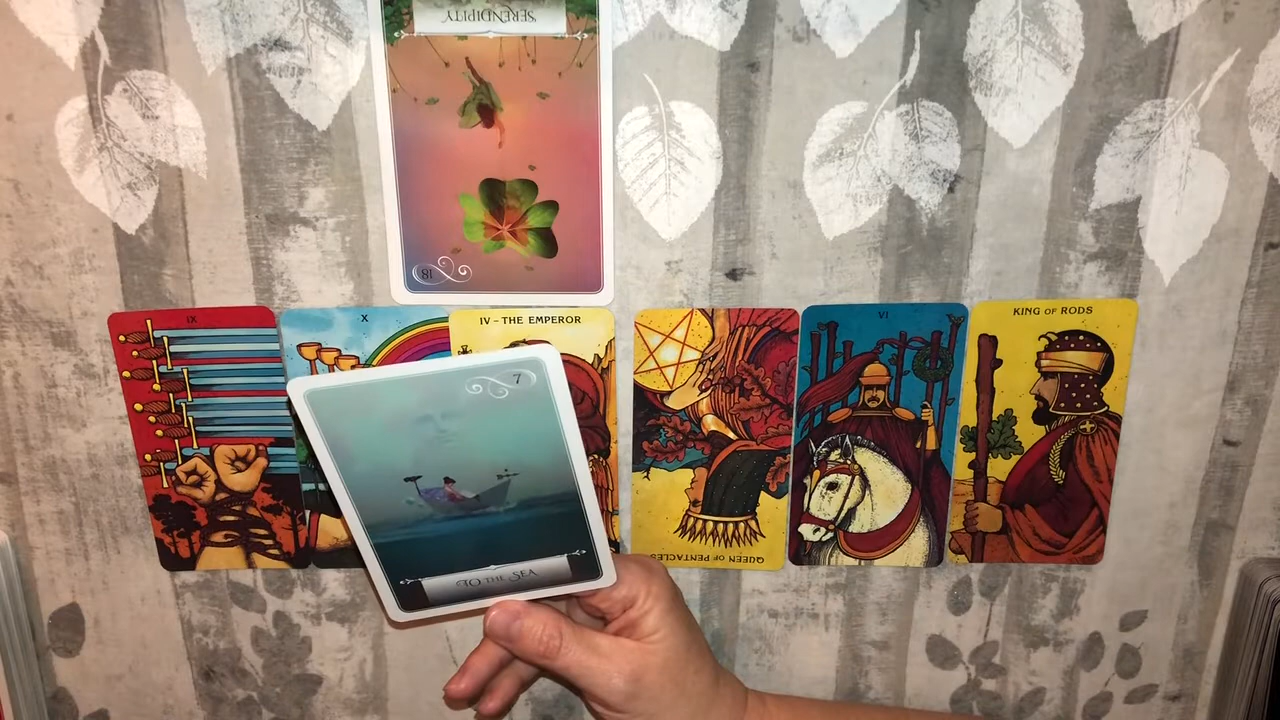 SERENDIPITY
18
IX
X
IV – THE EMPEROR
VI
KING OF RODS
7
TO THE SEA
QUEEN OF PENTACLES